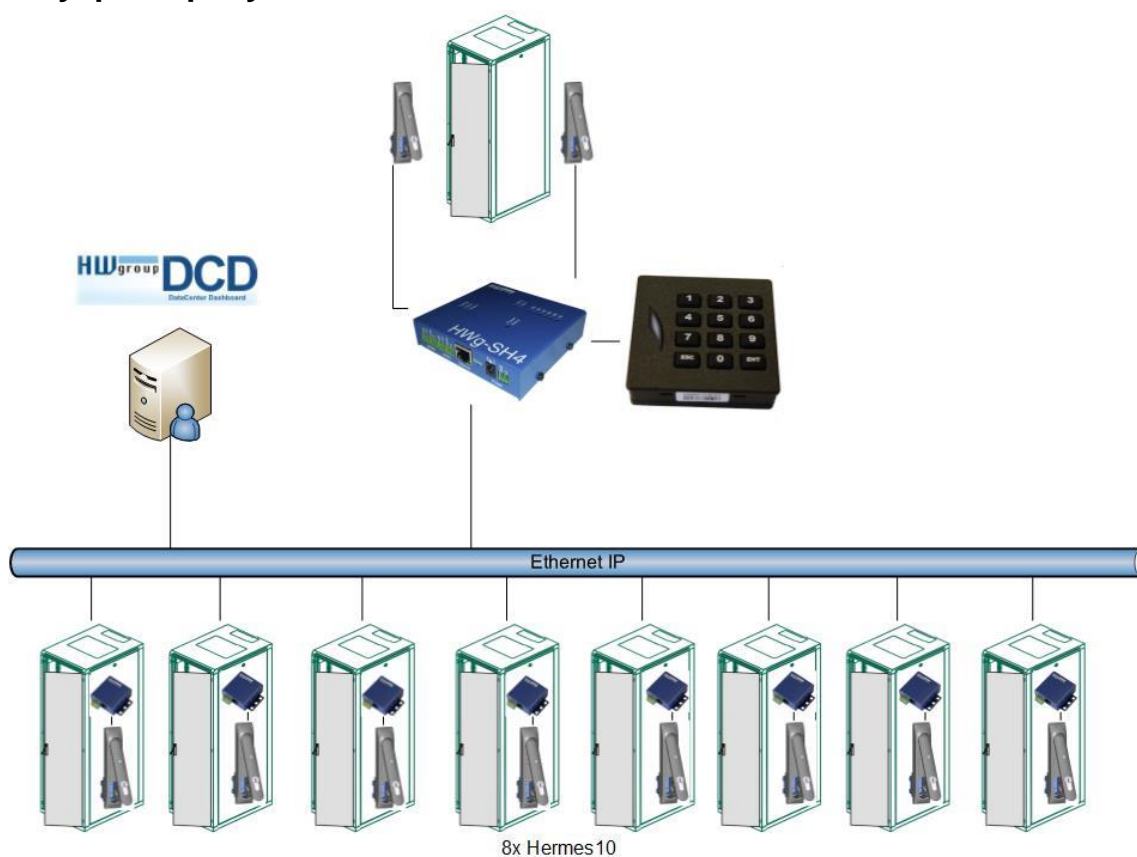 HWgroup DCD
DataCenter Dashboard
HWg-SH4
1 2 3
4 5 6
7 8 9
ESC 0 ENT
Ethernet IP
8x Hermes10